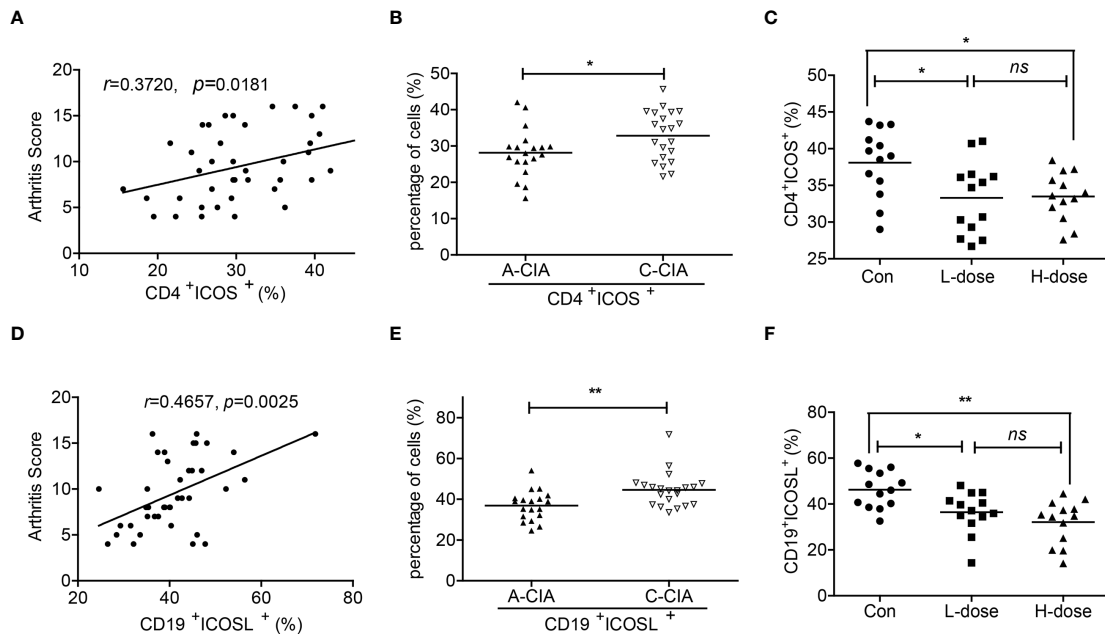 A
r=0.3720, p=0.0181
Arthritis Score
20
15
10
5
0
10 20 30 40
CD4 +ICOS + (%)
B
*
percentage of cells (%)
50
40
30
20
10
0
A-CIA C-CIA
CD4 +ICOS +
C
*
* ns
CD4+ICOS+ (%)
50
45
40
35
30
25
Con L-dose H-dose
D
r=0.4657, p=0.0025
Arthritis Score
20
15
10
5
0
20 40 60 80
CD19 +ICOSL + (%)
E
**
percentage of cells (%)
80
60
40
20
0
A-CIA C-CIA
CD19 +ICOSL +
F
**
* ns
CD19+ICOSL+ (%)
80
60
40
20
0
Con L-dose H-dose